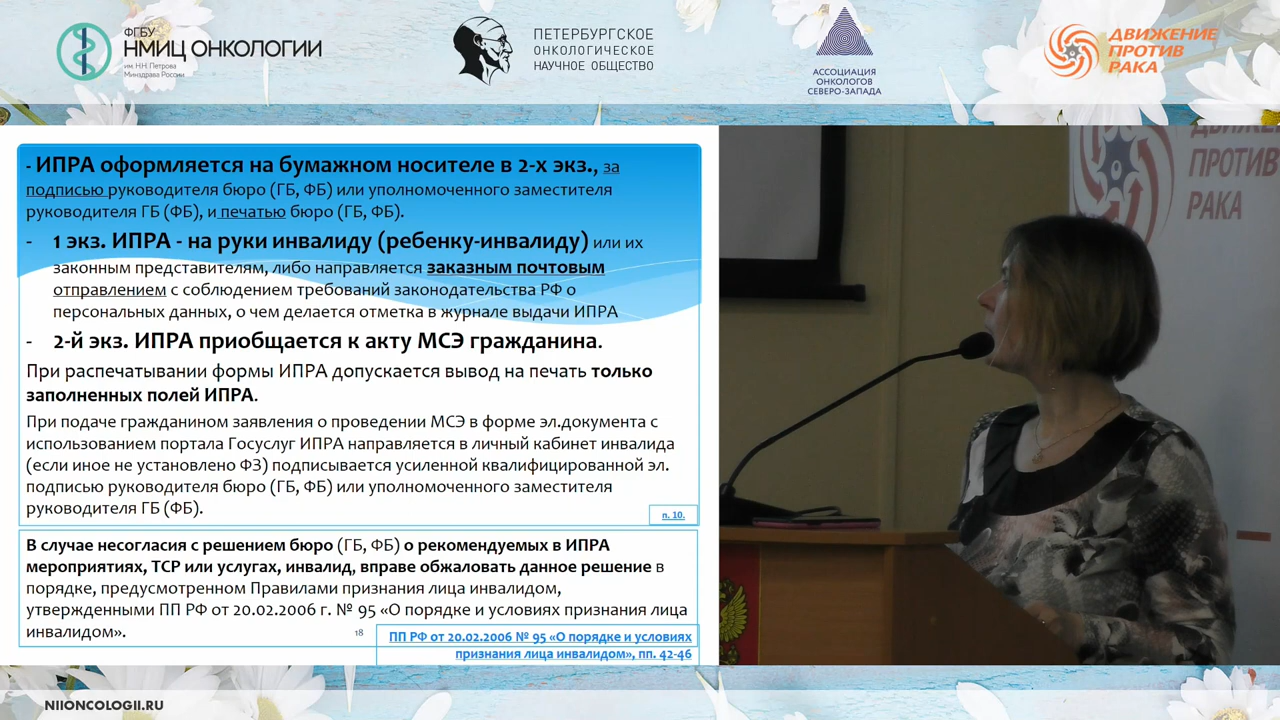 ФГБУ
НМИЦ ОНКОЛОГИИ
им. Н.Н. Петрова
Минздрава России
ПЕТЕРБУРГСКОЕ
ОНКОЛОГИЧЕСКОЕ
НАУЧНОЕ ОБЩЕСТВО
АССОЦИАЦИЯ
ОНКОЛОГОВ
СЕВЕРО-ЗАПАДА
ДВИЖЕНИЕ
ПРОТИВ
РАКА
- ИПРА оформляется на бумажном носителе в 2-х экз., за
подписью руководителя бюро (ГБ, ФБ) или уполномоченного заместителя
руководителя ГБ (ФБ), и печатью бюро (ГБ, ФБ).
- 1 экз. ИПРА - на руки инвалиду (ребенку-инвалиду) или их
законным представителям, либо направляется заказным почтовым
отправлением с соблюдением требований законодательства РФ о
персональных данных, о чем делается отметка в журнале выдачи ИПРА
- 2-й экз. ИПРА приобщается к акту МСЭ гражданина.
При распечатывании формы ИПРА допускается вывод на печать только
заполненных полей ИПРА.
При подаче гражданином заявления о проведении МСЭ в форме эл.документа с
использованием портала Госуслуг ИПРА направляется в личный кабинет инвалида
(если иное не установлено ФЗ) подписывается усиленной квалифицированной эл.
подписью руководителя бюро (ГБ, ФБ) или уполномоченного заместителя
руководителя ГБ (ФБ).
п. 10.
В случае несогласия с решением бюро (ГБ, ФБ) о рекомендуемых в ИПРА
мероприятиях, ТСР или услугах, инвалид, вправе обжаловать данное решение в
порядке, предусмотренном Правилами признания лица инвалидом,
утвержденными ПП РФ от 20.02.2006 г. № 95 «О порядке и условиях признания лица
инвалидом».
18
ПП РФ от 20.02.2006 № 95 «О порядке и условиях
признания лица инвалидом», пп. 42-46
ДВИЖЕНИЕ
ПРОТИВ
РАКА
NIIONCOLOGII.RU